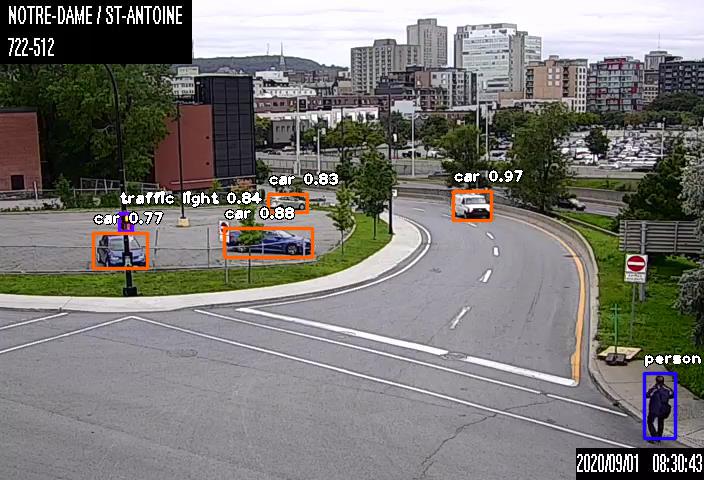 NOTRE-DAME / ST-ANTOINE
722-512
car 0.83
car 0.97
traffic light 0.84
car 0.77
car 0.88
person
2020/09/01 08:30:43